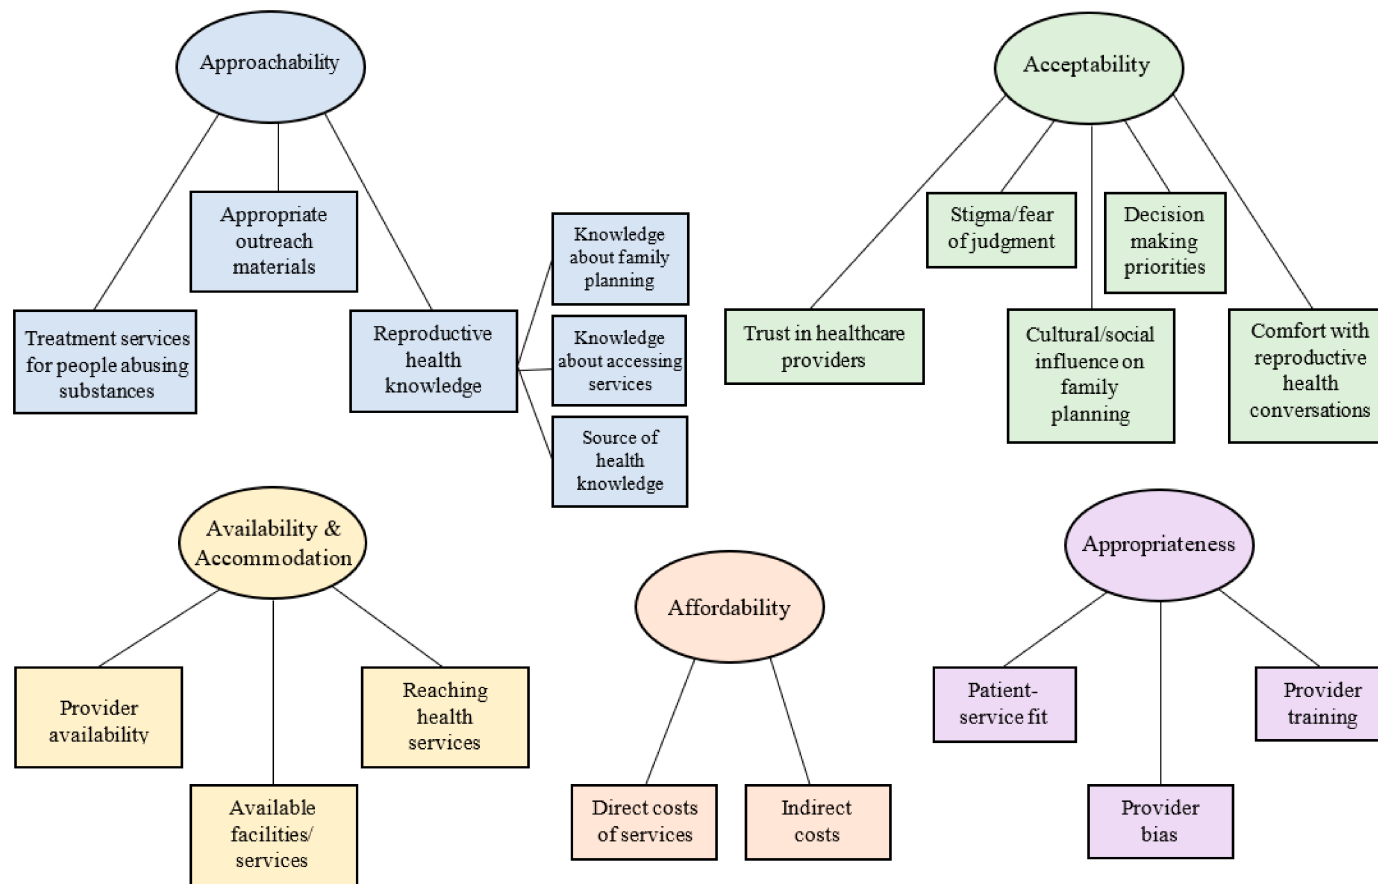 Approachability
Appropriate
outreach
materials
Treatment services
for people abusing
substances
Reproductive
health
knowledge
Knowledge
about family
planning
Knowledge
about accessing
services
Source of
health
knowledge
Acceptability
Stigma/fear
of judgment
Decision
making
priorities
Trust in healthcare
providers
Cultural/social
influence on
family
planning
Comfort with
reproductive
health
conversations
Availability &
Accommodation
Provider
availability
Reaching
health
services
Available
facilities/
services
Affordability
Direct costs
of services
Indirect
costs
Appropriateness
Patient-
service fit
Provider
training
Provider
bias